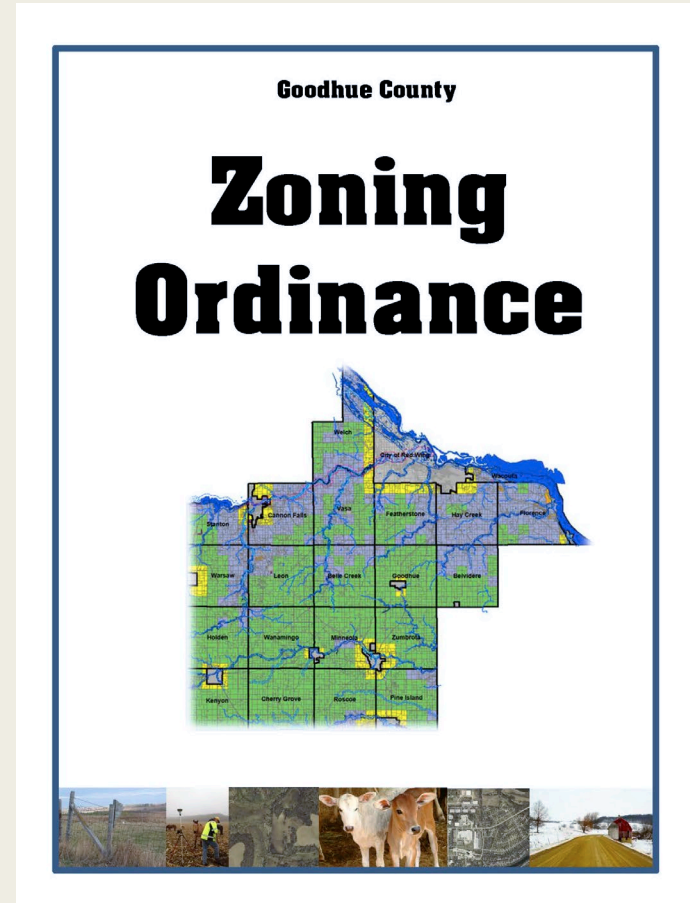 Goodhue County
Zoning
Ordinance
Welch
City of Red Wing
Wacouta
Stanton
Cannon Falls
Vasa
Featherstone
Hay Creek
Florence
Warsaw
Leon
Belle Creek
Goodhue
Belvidere
Holden
Wanamingo
Minneola
Zumbrota
Kenyon
Cherry Grove
Roscoe
Pine Island